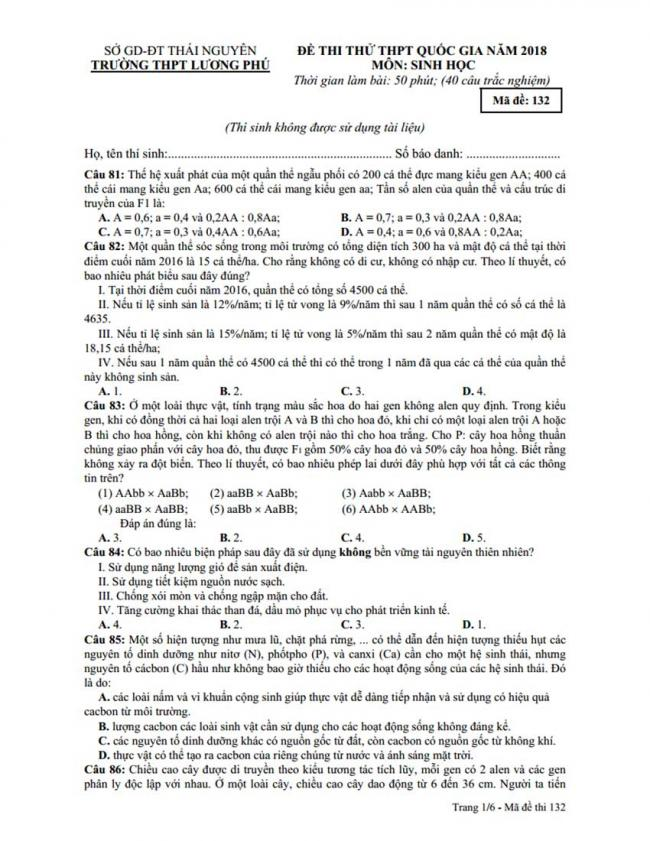 SỞ GD-ĐT THÁI NGUYÊN
TRƯỜNG THPT LƯƠNG PHÚ
ĐỀ THI THỬ THPT QUỐC GIA NĂM 2018
MÔN: SINH HỌC
Thời gian làm bài: 50 phút; (40 câu trắc nghiệm)
Mã đề: 132
(Thí sinh không được sử dụng tài liệu)
Họ, tên thí sinh:.......................................................................... Số báo danh: ...............................
Câu 81: Thế hệ xuất phát của một quần thể ngẫu phối có 200 cá thể đực mang kiểu gen AA; 400 cá
thể cái mang kiểu gen Aa; 600 cá thể cái mang kiểu gen aa; Tần số alen của quần thể và cấu trúc di
truyền của F1 là:
A. A = 0,6; a = 0,4 và 0,2AA : 0,8Aa; B. A = 0,7; a = 0,3 và 0,2AA : 0,8Aa;
C. A = 0,7; a = 0,3 và 0,4AA : 0,6Aa; D. A = 0,4; a = 0,6 và 0,8AA : 0,2Aa;
Câu 82: Một quần thể sóc sống trong môi trường có tổng diện tích 300 ha và mật độ cá thể tại thời
điểm cuối năm 2016 là 15 cá thể/ha. Cho rằng không có di cư, không có nhập cư. Theo lí thuyết, có
bao nhiêu phát biểu sau đây đúng?
I. Tại thời điểm cuối năm 2016, quần thể có tổng số 4500 cá thể.
II. Nếu tỉ lệ sinh sản là 12%/năm; tỉ lệ tử vong là 9%/năm thì sau 1 năm quần thể có số cá thể là
4635.
III. Nếu tỉ lệ sinh sản là 15%/năm; tỉ lệ tử vong là 5%/năm thì sau 2 năm quần thể có mật độ là
18,15 cá thể/ha;
IV. Nếu sau 1 năm quần thể có 4500 cá thể thì có thể trong 1 năm đã qua các cá thể của quần thể
này không sinh sản.
A. 1. B. 2. C. 3. D. 4.
Câu 83: Ở một loài thực vật, tính trạng màu sắc hoa do hai gen không alen quy định. Trong kiểu
gen, khi có đồng thời cả hai loại alen trội A và B thì cho hoa đỏ, khi chỉ có một loại alen trội A hoặc
B thì cho hoa hồng, còn khi không có alen trội nào thì cho hoa trắng. Cho P: cây hoa hồng thuần
chủng giao phấn với cây hoa đỏ, thu được F₁ gồm 50% cây hoa đỏ và 50% cây hoa hồng. Biết rằng
không xảy ra đột biến. Theo lí thuyết, có bao nhiêu phép lai dưới đây phù hợp với tất cả các thông
tin trên?
(1) AAbb × AaBb; (2) aaBB × AaBb; (3) Aabb × AaBB;
(4) aaBB × AaBB; (5) aaBb × AaBB; (6) AAbb × AABb;
Đáp án đúng là:
A. 3. B. 2. C. 4. D. 5.
Câu 84: Có bao nhiêu biện pháp sau đây đã sử dụng không bền vững tài nguyên thiên nhiên?
I. Sử dụng năng lượng gió để sản xuất điện.
II. Sử dụng tiết kiệm nguồn nước sạch.
III. Chống xói mòn và chống ngập mặn cho đất.
IV. Tăng cường khai thác than đá, dầu mỏ phục vụ cho phát triển kinh tế.
A. 4. B. 2. C. 3. D. 1.
Câu 85: Một số hiện tượng như mưa lũ, chặt phá rừng, ... có thể dẫn đến hiện tượng thiếu hụt các
nguyên tố dinh dưỡng như nitơ (N), phốtpho (P), và canxi (Ca) cần cho một hệ sinh thái, nhưng
nguyên tố cácbon (C) hầu như không bao giờ thiếu cho các hoạt động sống của các hệ sinh thái. Đó
là do:
A. các loài nấm và vi khuẩn cộng sinh giúp thực vật dễ dàng tiếp nhận và sử dụng có hiệu quả
cacbon từ môi trường.
B. lượng cacbon các loài sinh vật cần sử dụng cho các hoạt động sống không đáng kể.
C. các nguyên tố dinh dưỡng khác có nguồn gốc từ đất, còn cacbon có nguồn gốc từ không khí.
D. thực vật có thể tạo ra cacbon của riêng chúng từ nước và ánh sáng mặt trời.
Câu 86: Chiều cao cây được di truyền theo kiểu tương tác tích lũy, mỗi gen có 2 alen và các gen
phân ly độc lập với nhau. Ở một loài cây, chiều cao cây dao động từ 6 đến 36 cm. Người ta tiến
Trang 1/6 - Mã đề thi 132